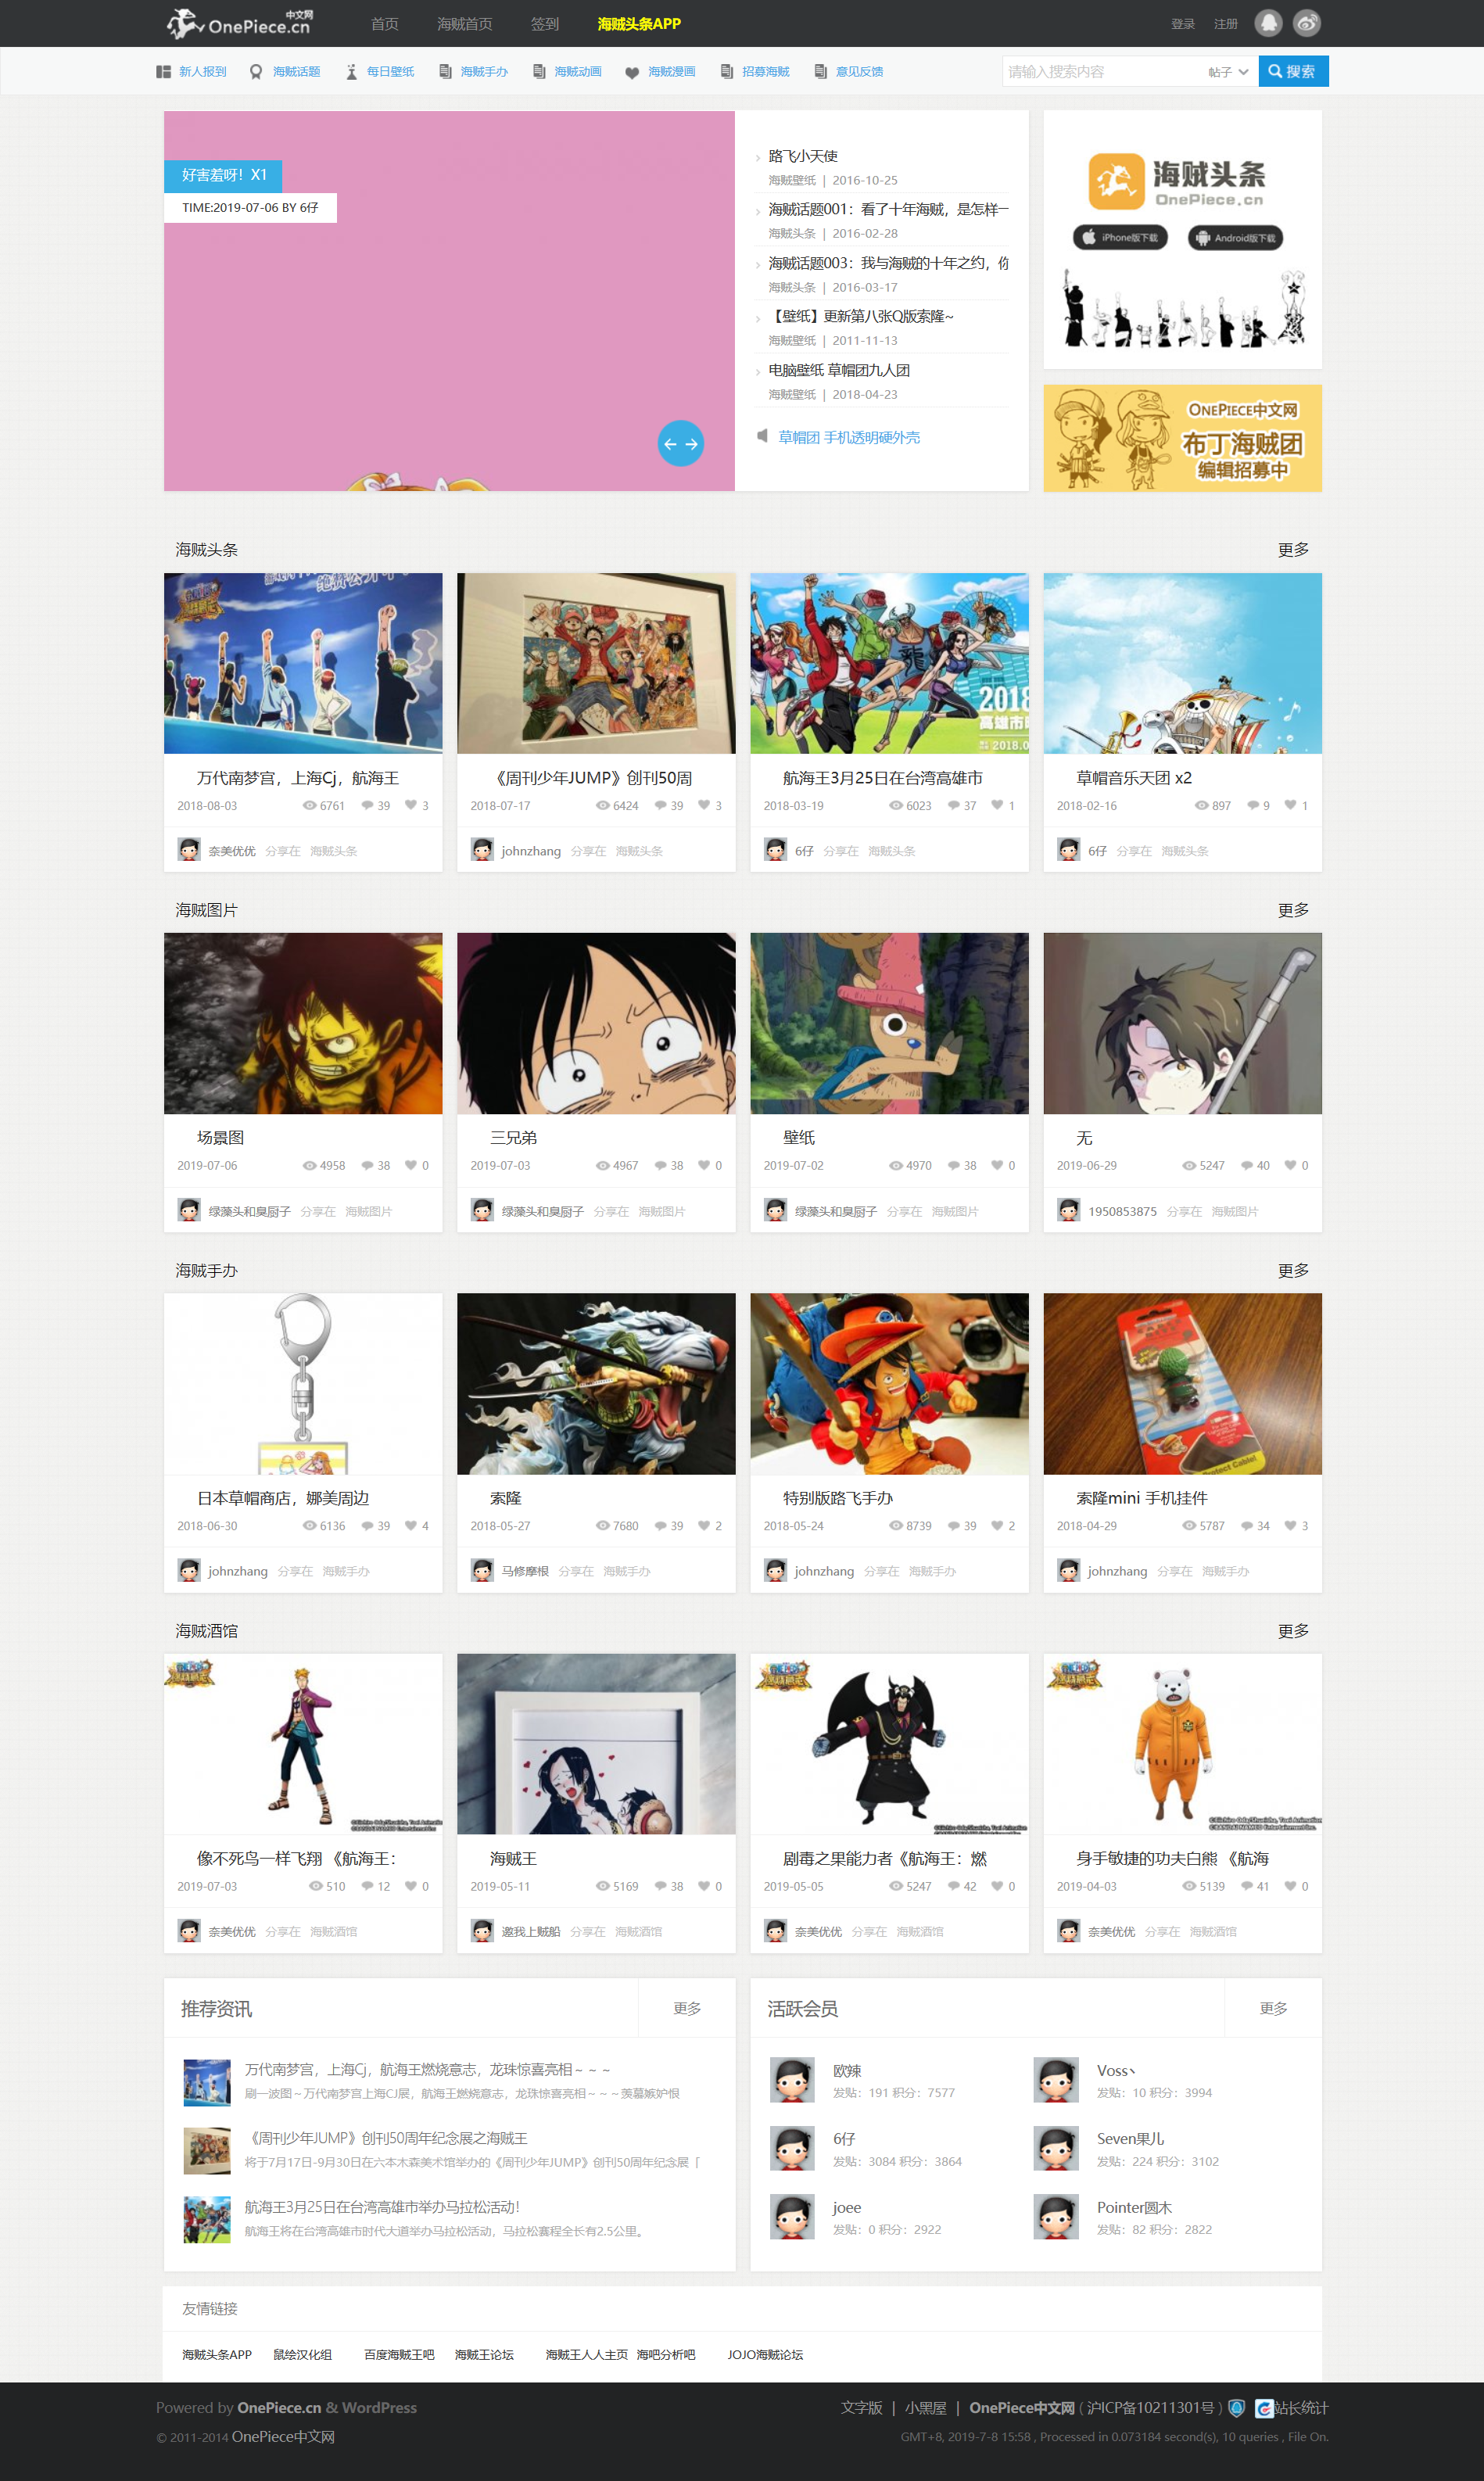 OnePiece.cn 中文网
首页 海贼首页 签到 海贼头条APP 登录 注册
新人报到 海贼话题 每日壁纸 海贼手办 海贼动画 海贼漫画 招募海贼 意见反馈 请输入搜索内容 帖子 搜索
好害羞呀！X1
TIME:2019-07-06 BY 6仔
路飞小天使
海贼壁纸 | 2016-10-25
海贼话题001：看了十年海贼，是怎样一
海贼头条 | 2016-02-28
海贼话题003：我与海贼的十年之约，你
海贼头条 | 2016-03-17
【壁纸】更新第八张Q版索隆~
海贼壁纸 | 2011-11-13
电脑壁纸 草帽团九人团
海贼壁纸 | 2018-04-23
草帽团 手机透明硬外壳
海贼头条
OnePiece.cn
iPhone版下载 Android版下载
ONEPIECE中文网
布丁海贼团
编辑招募中
海贼头条 更多
2018
高雄市
2018.0
万代南梦宫，上海Cj，航海王 《周刊少年JUMP》创刊50周 航海王3月25日在台湾高雄市 草帽音乐天团 x2
2018-08-03 6761 39 3 2018-07-17 6424 39 3 2018-03-19 6023 37 1 2018-02-16 897 9 1
奈美优优 分享在 海贼头条 johnzhang 分享在 海贼头条 6仔 分享在 海贼头条 6仔 分享在 海贼头条
海贼图片 更多
场景图 三兄弟 壁纸 无
2019-07-06 4958 38 0 2019-07-03 4967 38 0 2019-07-02 4970 38 0 2019-06-29 5247 40 0
绿藻头和臭厨子 分享在 海贼图片 绿藻头和臭厨子 分享在 海贼图片 绿藻头和臭厨子 分享在 海贼图片 1950853875 分享在 海贼图片
海贼手办 更多
日本草帽商店，娜美周边 索隆 特别版路飞手办 索隆mini 手机挂件
2018-06-30 6136 39 4 2018-05-27 7680 39 2 2018-05-24 8739 39 2 2018-04-29 5787 34 3
johnzhang 分享在 海贼手办 马修摩根 分享在 海贼手办 johnzhang 分享在 海贼手办 johnzhang 分享在 海贼手办
海贼酒馆 更多
像不死鸟一样飞翔 《航海王： 海贼王 剧毒之果能力者《航海王：燃 身手敏捷的功夫白熊 《航海
2019-07-03 510 12 0 2019-05-11 5169 38 0 2019-05-05 5247 42 0 2019-04-03 5139 41 0
奈美优优 分享在 海贼酒馆 邀我上贼船 分享在 海贼酒馆 奈美优优 分享在 海贼酒馆 奈美优优 分享在 海贼酒馆
推荐资讯 更多
万代南梦宫，上海Cj，航海王燃烧意志，龙珠惊喜亮相～～～
刷一波图～万代南梦宫上海CJ展，航海王燃烧意志，龙珠惊喜亮相～～～羡慕嫉妒恨
《周刊少年JUMP》创刊50周年纪念展之海贼王
将于7月17日-9月30日在六本木森美术馆举办的《周刊少年JUMP》创刊50周年纪念展「
航海王3月25日在台湾高雄市举办马拉松活动！
航海王将在台湾高雄市时代大道举办马拉松活动，马拉松赛程全长有2.5公里。
活跃会员 更多
欧辣 Voss丶
发贴：191 积分：7577 发贴：10 积分：3994
6仔 Seven果儿
发贴：3084 积分：3864 发贴：224 积分：3102
joee Pointer圆木
发贴：0 积分：2922 发贴：82 积分：2822
友情链接
海贼头条APP 鼠绘汉化组 百度海贼王吧 海贼王论坛 海贼王人人主页 海吧分析吧 JOJO海贼论坛
Powered by OnePiece.cn & WordPress 文字版 | 小黑屋 | OnePiece中文网 ( 沪ICP备10211301号 ) 站长统计
© 2011-2014 OnePiece中文网 GMT+8, 2019-7-8 15:58 , Processed in 0.073184 second(s), 10 queries , File On.